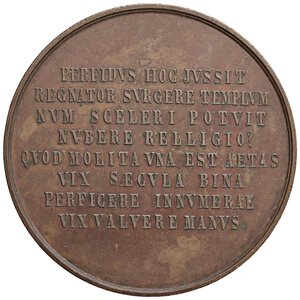 PERFIDVS HOC JVSSIT
REGNATOR SVRGERE TEMPLVM
NVM SCELERI POTVIT
NVBERE RELLIGIO?
QVOD MOLITA VNA EST AETAS
VIX SÆCVLA BINA
PERFICERE INNVMERAE
VIX VALVERE MANVS.